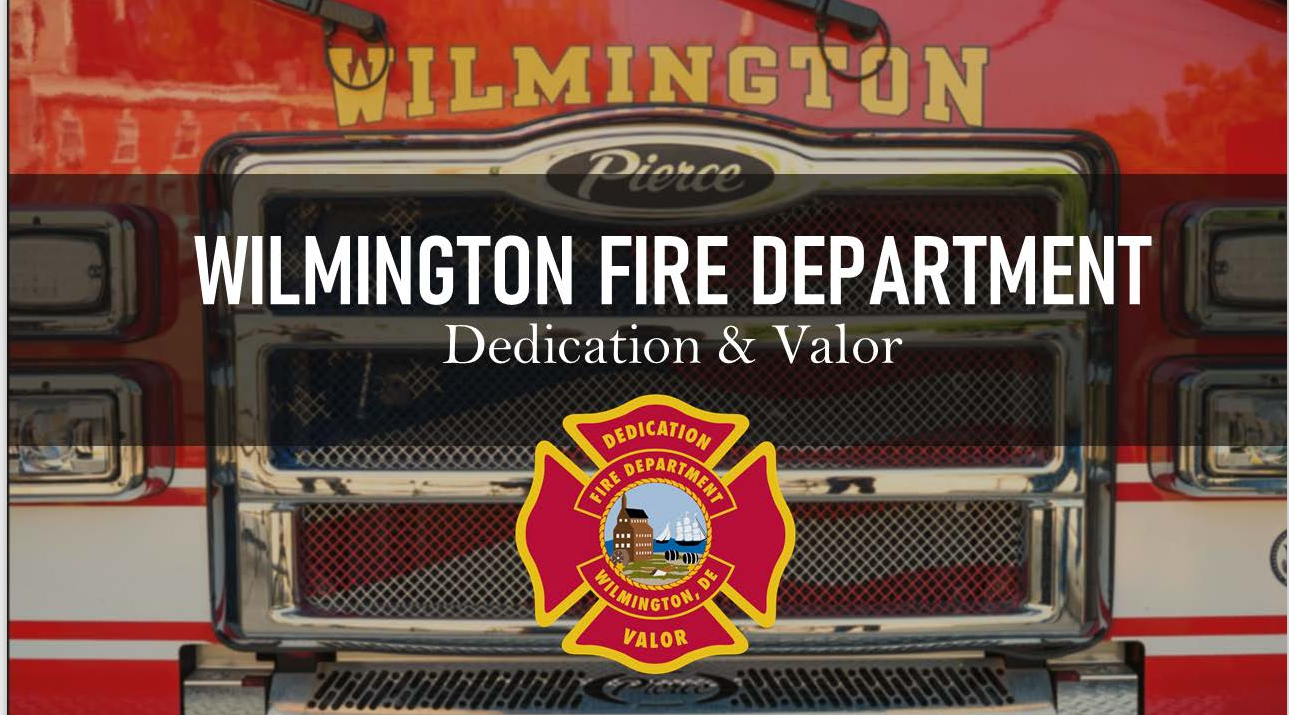 WILMINGTON
Pierce
WILMINGTON FIRE DEPARTMENT
Dedication & Valor
DEDICATION
FIRE DEPARTMENT
WILMINGTON, DE
VALOR
Pierce